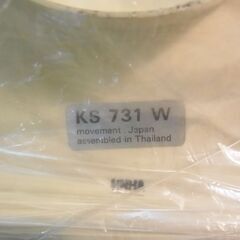 KS 731 W
movement : Japan
assembled in Thailand